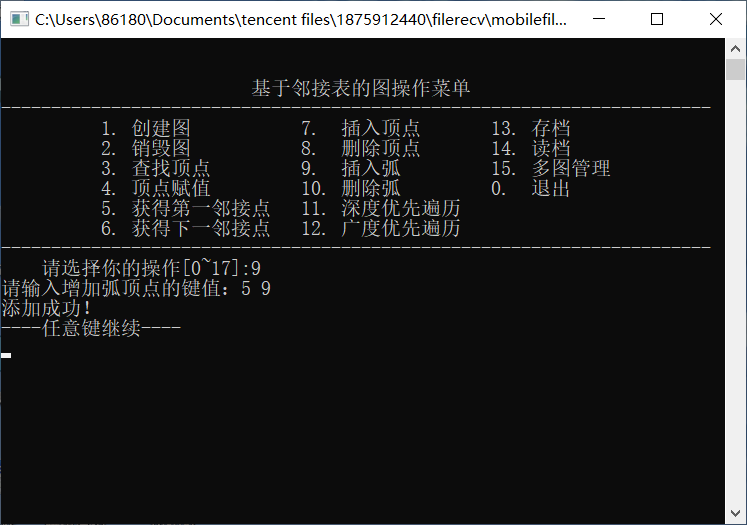 C:\Users\86180\Documents\tencent files\1875912440\filerecv\mobilefil...
基于邻接表的图操作菜单
-----------------------------------------------------------------------
1. 创建图 7. 插入顶点 13. 存档
2. 销毁图 8. 删除顶点 14. 读档
3. 查找顶点 9. 插入弧 15. 多图管理
4. 顶点赋值 10. 删除弧 0. 退出
5. 获得第一邻接点 11. 深度优先遍历
6. 获得下一邻接点 12. 广度优先遍历
-----------------------------------------------------------------------
请选择你的操作[0~17]:9
请输入增加弧顶点的键值：5 9
添加成功！
----任意键继续----